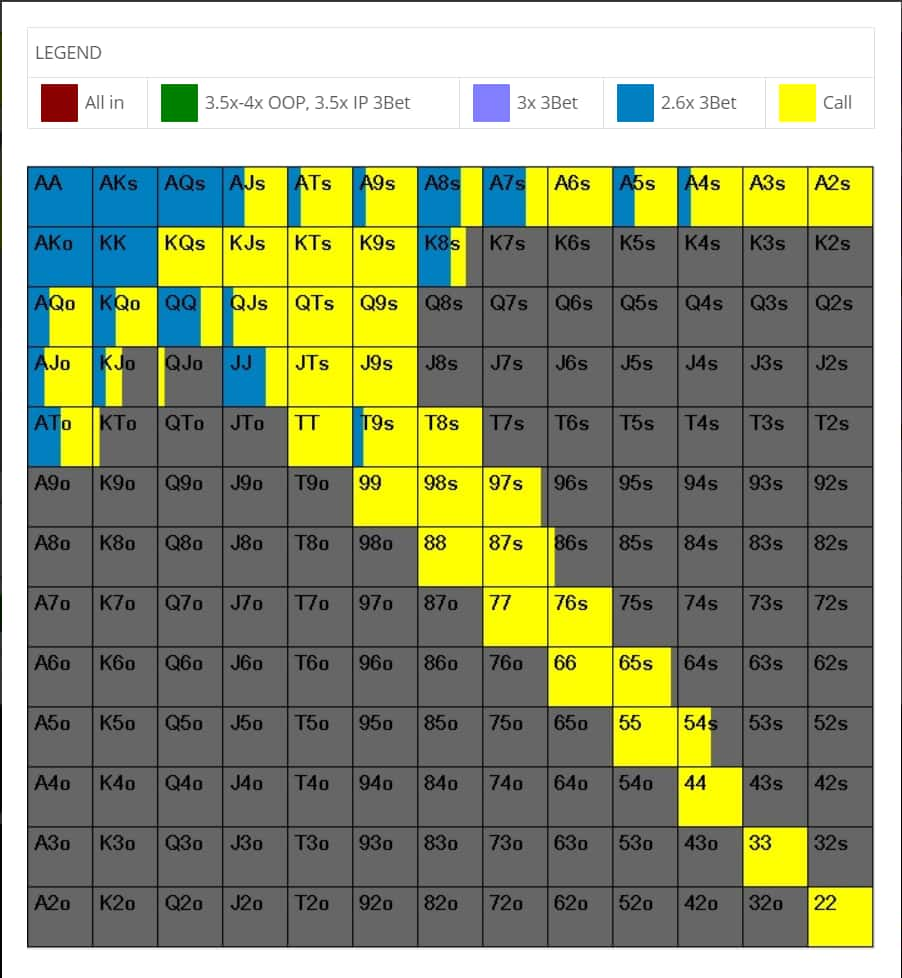 LEGEND
All in 3.5x-4x OOP, 3.5x IP 3Bet 3x 3Bet 2.6x 3Bet Call
AA AKs AQs AJs ATs A9s A8s A7s A6s A5s A4s A3s A2s
AKo KK KQs KJs KTs K9s K8s K7s K6s K5s K4s K3s K2s
AQo KQo QQ QJs QTs Q9s Q8s Q7s Q6s Q5s Q4s Q3s Q2s
AJo KJo QJo JJ JTs J9s J8s J7s J6s J5s J4s J3s J2s
ATo KTo QTo JTo TT T9s T8s T7s T6s T5s T4s T3s T2s
A9o K9o Q9o J9o T9o 99 98s 97s 96s 95s 94s 93s 92s
A8o K8o Q8o J8o T8o 98o 88 87s 86s 85s 84s 83s 82s
A7o K7o Q7o J7o T7o 97o 87o 77 76s 75s 74s 73s 72s
A6o K6o Q6o J6o T6o 96o 86o 76o 66 65s 64s 63s 62s
A5o K5o Q5o J5o T5o 95o 85o 75o 65o 55 54s 53s 52s
A4o K4o Q4o J4o T4o 94o 84o 74o 64o 54o 44 43s 42s
A3o K3o Q3o J3o T3o 93o 83o 73o 63o 53o 43o 33 32s
A2o K2o Q2o J2o T2o 92o 82o 72o 62o 52o 42o 32o 22